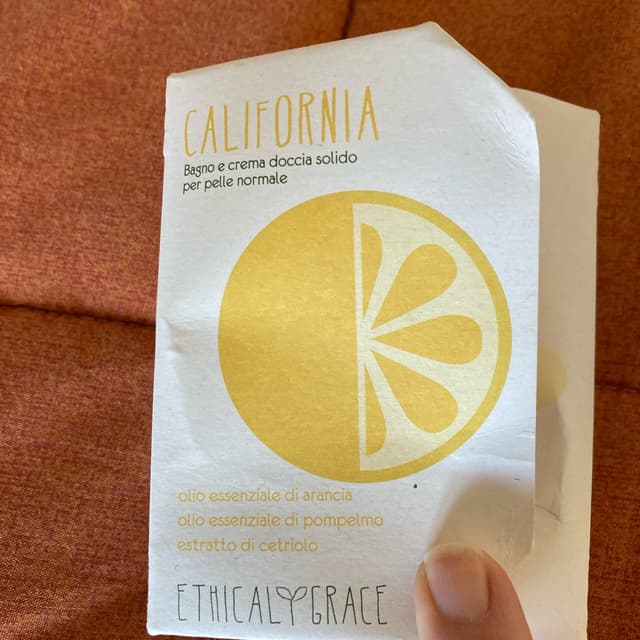 CALIFORNIA
Bagno e crema doccia solido
per pelle normale
olio essenziale di arancia
olio essenziale di pompelmo
estratto di cetriolo
ETHICAL GRACE